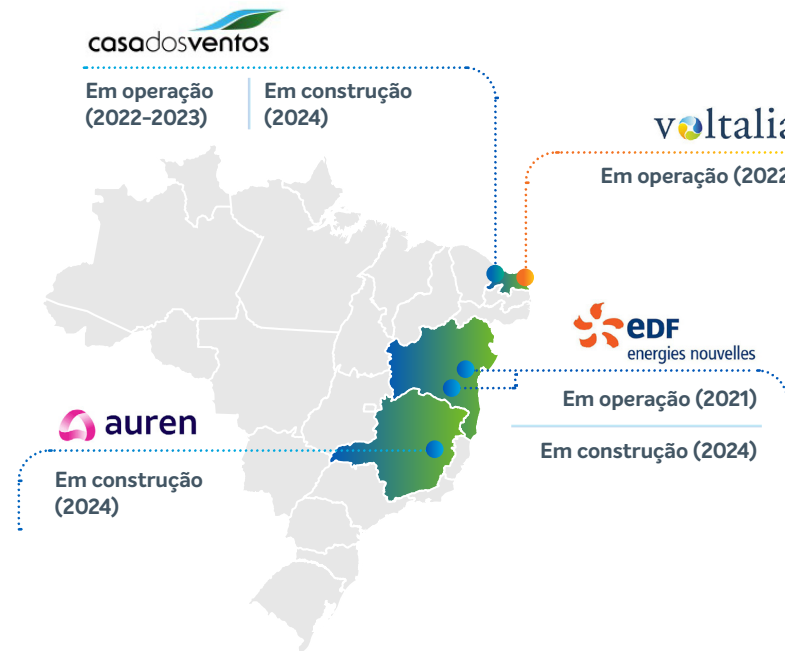 casadosventos
Em operação
(2022-2023)
Em construção
(2024)
voltalia
Em operação (2022
eDF
energies nouvelles
Em operação (2021)
Em construção (2024)
auren
Em construção
(2024)